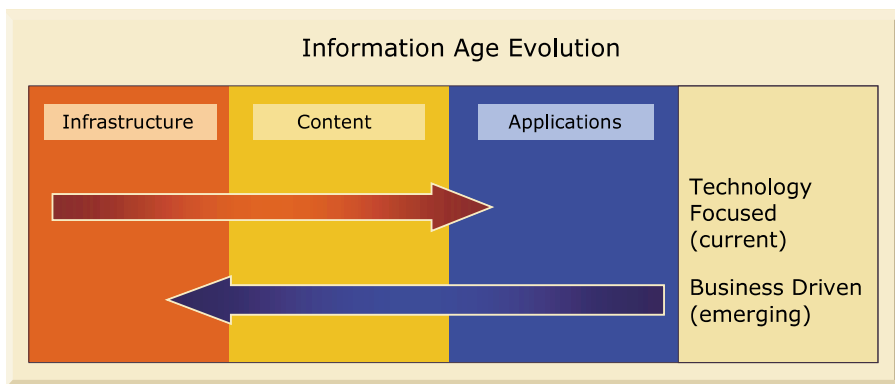 Information Age Evolution
Infrastructure
Content
Applications
Technology
Focused
(current)
Business Driven
(emerging)